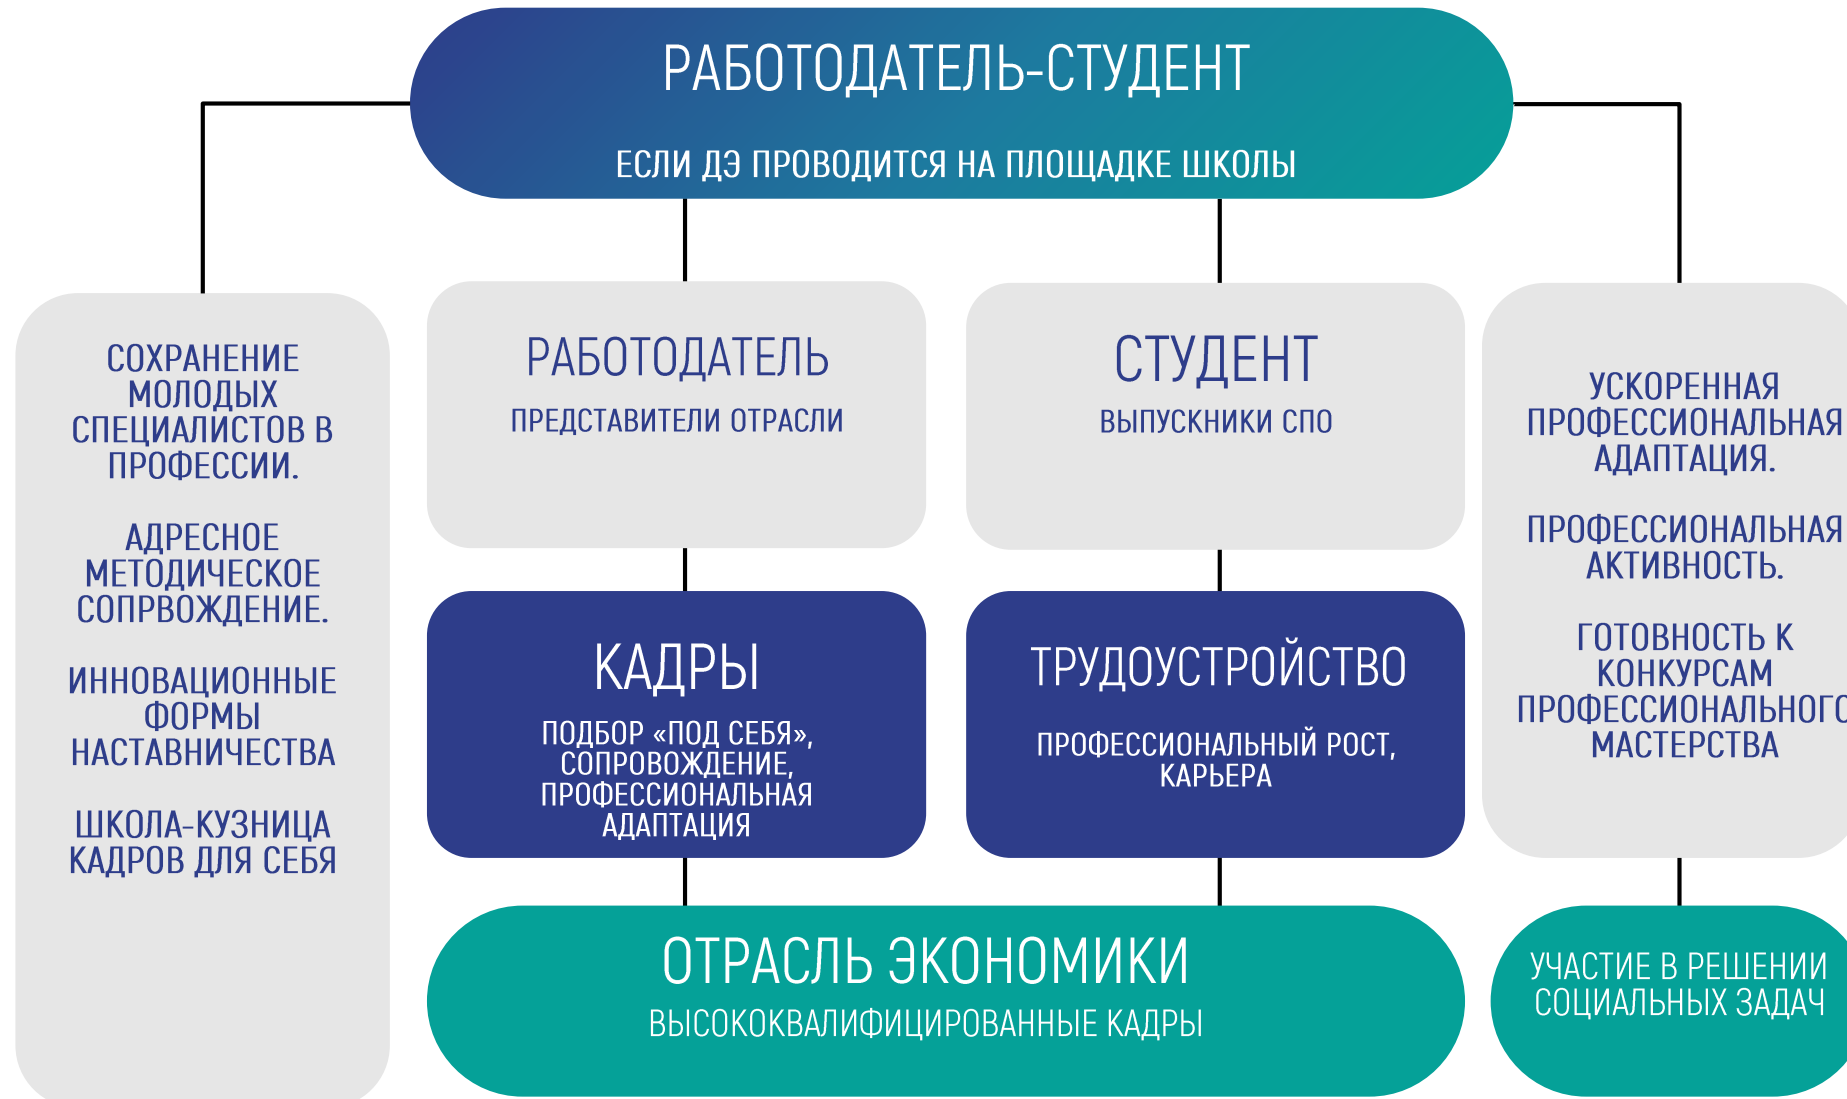 РАБОТОДАТЕЛЬ-СТУДЕНТ
ЕСЛИ ДЭ ПРОВОДИТСЯ НА ПЛОЩАДКЕ ШКОЛЫ
СОХРАНЕНИЕ
МОЛОДЫХ
СПЕЦИАЛИСТОВ В
ПРОФЕССИИ.
АДРЕСНОЕ
МЕТОДИЧЕСКОЕ
СОПРВОЖДЕНИЕ.
ИННОВАЦИОННЫЕ
ФОРМЫ
НАСТАВНИЧЕСТВА
ШКОЛА-КУЗНИЦА
КАДРОВ ДЛЯ СЕБЯ
РАБОТОДАТЕЛЬ
ПРЕДСТАВИТЕЛИ ОТРАСЛИ
КАДРЫ
ПОДБОР «ПОД СЕБЯ»,
СОПРОВОЖДЕНИЕ,
ПРОФЕССИОНАЛЬНАЯ
АДАПТАЦИЯ
СТУДЕНТ
ВЫПУСКНИКИ СПО
ТРУДОУСТРОЙСТВО
ПРОФЕССИОНАЛЬНЫЙ РОСТ,
КАРЬЕРА
ОТРАСЛЬ ЭКОНОМИКИ
ВЫСОКОКВАЛИФИЦИРОВАННЫЕ КАДРЫ
УСКОРЕННАЯ
ПРОФЕССИОНАЛЬНАЯ
АДАПТАЦИЯ.
ПРОФЕССИОНАЛЬНАЯ
АКТИВНОСТЬ.
ГОТОВНОСТЬ К
КОНКУРСАМ
ПРОФЕССИОНАЛЬНОГО
МАСТЕРСТВА
УЧАСТИЕ В РЕШЕНИИ
СОЦИАЛЬНЫХ ЗАДАЧ